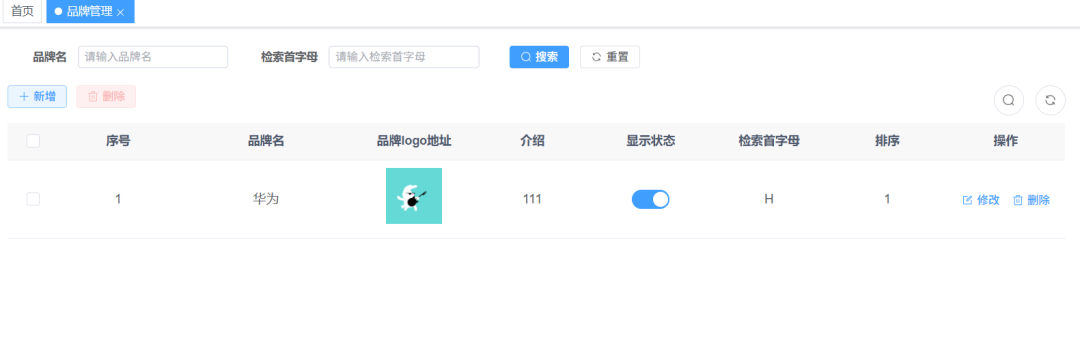 首页 品牌管理
品牌名 请输入品牌名 检索首字母 请输入检索首字母 搜索 重置
新增 删除
序号 品牌名 品牌logo地址 介绍 显示状态 检索首字母 排序 操作
1 华为 111 H 1 修改 删除